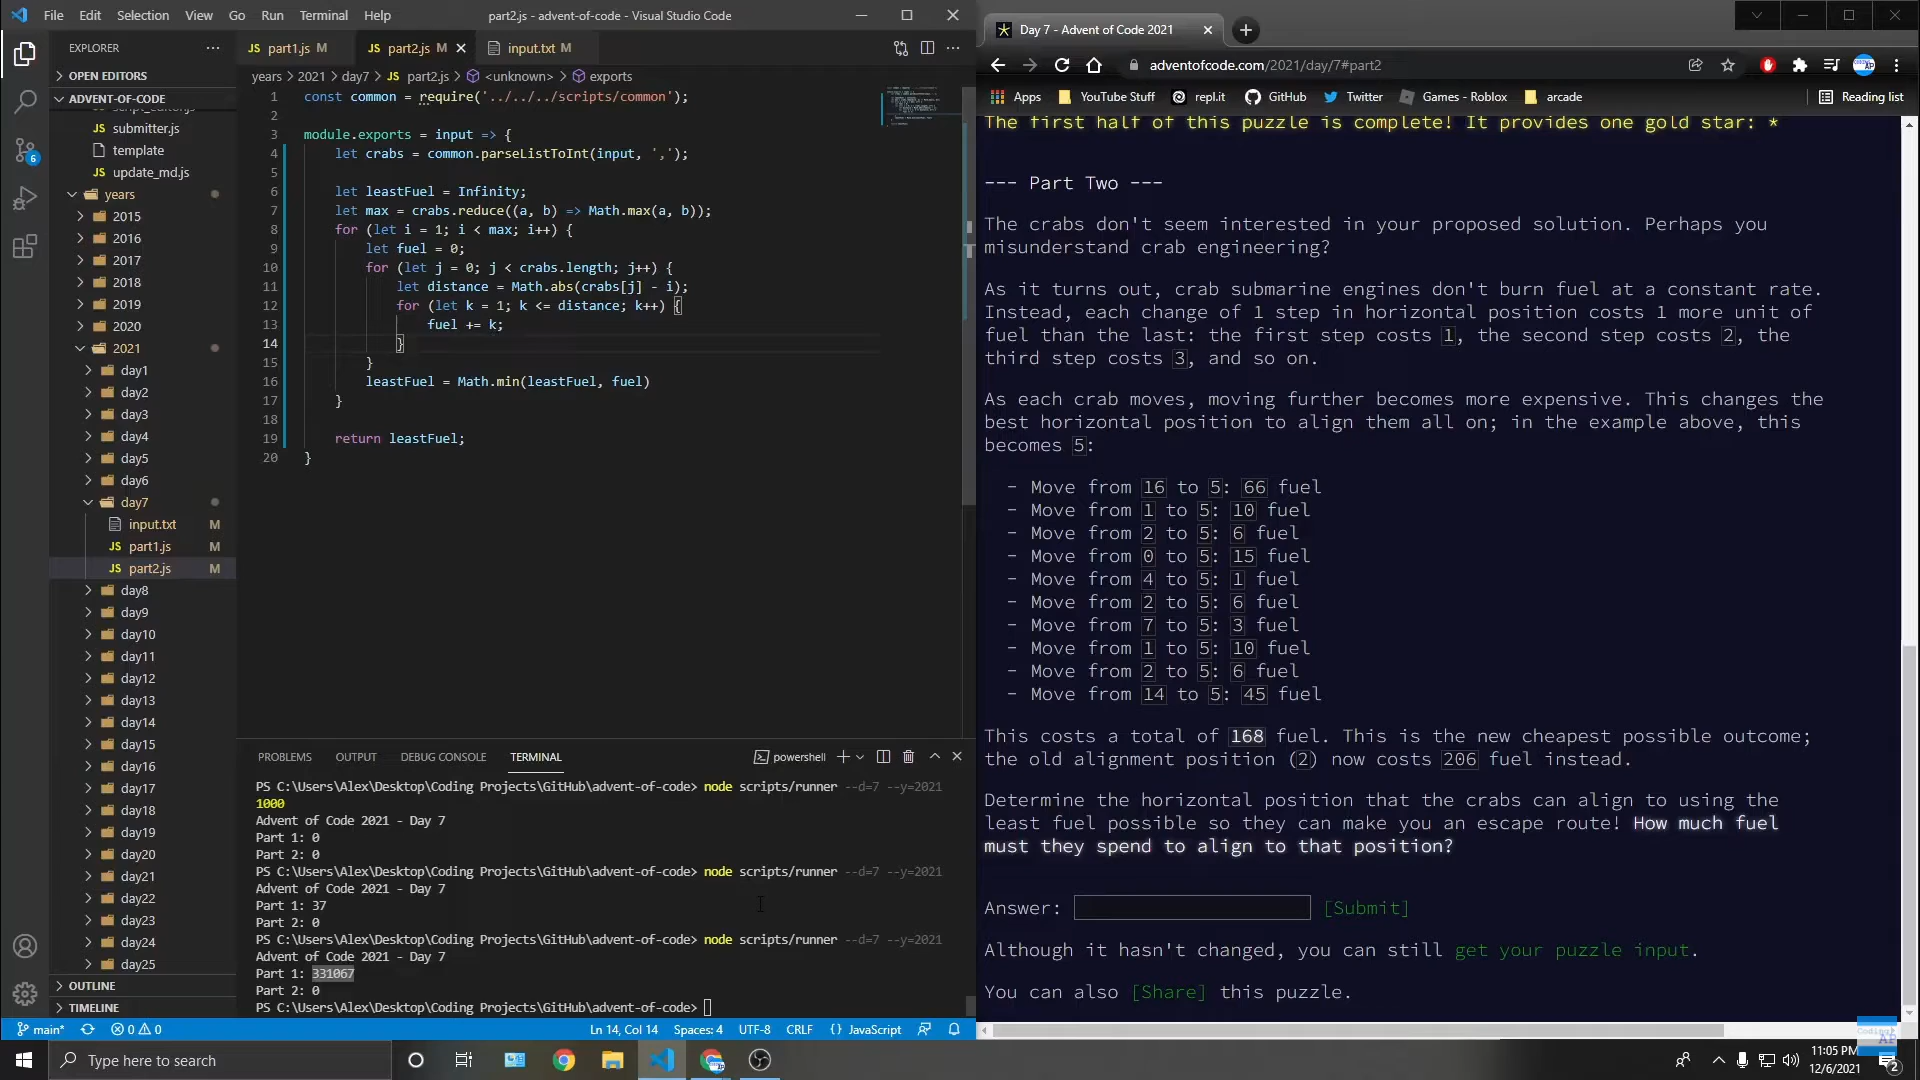 File Edit Selection View Go Run Terminal Help part2.js - advent-of-code - Visual Studio Code
EXPLORER
OPEN EDITORS
ADVENT-OF-CODE
submitter.js
template
update_md.js
years
2015
2016
2017
2018
2019
2020
2021
day1
day2
day3
day4
day5
day6
day7
input.txt M
part1.js M
part2.js M
day8
day9
day10
day11
day12
day13
day14
day15
day16
day17
day18
day19
day20
day21
day22
day23
day24
day25
OUTLINE
TIMELINE
JS part1.js M JS part2.js M input.txt M
years > 2021 > day7 > JS part2.js > <unknown> > exports
1 const common = require('../../../scripts/common');
2
3 module.exports = input => {
4 let crabs = common.parseListToInt(input, ',');
5
6 let leastFuel = Infinity;
7 let max = crabs.reduce((a, b) => Math.max(a, b));
8 for (let i = 1; i < max; i++) {
9 let fuel = 0;
10 for (let j = 0; j < crabs.length; j++) {
11 let distance = Math.abs(crabs[j] - i);
12 for (let k = 1; k <= distance; k++) {
13 fuel += k;
14 }
15 }
16 leastFuel = Math.min(leastFuel, fuel)
17 }
18
19 return leastFuel;
20 }
PROBLEMS OUTPUT DEBUG CONSOLE TERMINAL powershell
PS C:\Users\Alex\Desktop\Coding Projects\GitHub\advent-of-code> node scripts/runner --d=7 --y=2021
1000
Advent of Code 2021 - Day 7
Part 1: 0
Part 2: 0
PS C:\Users\Alex\Desktop\Coding Projects\GitHub\advent-of-code> node scripts/runner --d=7 --y=2021
Advent of Code 2021 - Day 7
Part 1: 37
Part 2: 0
PS C:\Users\Alex\Desktop\Coding Projects\GitHub\advent-of-code> node scripts/runner --d=7 --y=2021
Advent of Code 2021 - Day 7
Part 1: 331067
Part 2: 0
PS C:\Users\Alex\Desktop\Coding Projects\GitHub\advent-of-code>
main* 0 0 Ln 14, Col 14 Spaces: 4 UTF-8 CRLF JavaScript
Day 7 - Advent of Code 2021
adventofcode.com/2021/day/7#part2
Apps YouTube Stuff repl.it GitHub Twitter Games - Roblox arcade Reading list
The first half of this puzzle is complete! It provides one gold star: *
--- Part Two ---
The crabs don't seem interested in your proposed solution. Perhaps you
misunderstand crab engineering?
As it turns out, crab submarine engines don't burn fuel at a constant rate.
Instead, each change of 1 step in horizontal position costs 1 more unit of
fuel than the last: the first step costs 1, the second step costs 2, the
third step costs 3, and so on.
As each crab moves, moving further becomes more expensive. This changes the
best horizontal position to align them all on; in the example above, this
becomes 5:
- Move from 16 to 5: 66 fuel
- Move from 1 to 5: 10 fuel
- Move from 2 to 5: 6 fuel
- Move from 0 to 5: 15 fuel
- Move from 4 to 5: 1 fuel
- Move from 2 to 5: 6 fuel
- Move from 7 to 5: 3 fuel
- Move from 1 to 5: 10 fuel
- Move from 2 to 5: 6 fuel
- Move from 14 to 5: 45 fuel
This costs a total of 168 fuel. This is the new cheapest possible outcome;
the old alignment position (2) now costs 206 fuel instead.
Determine the horizontal position that the crabs can align to using the
least fuel possible so they can make you an escape route! How much fuel
must they spend to align to that position?
Answer: [Submit]
Although it hasn't changed, you can still get your puzzle input.
You can also [Share] this puzzle.
Type here to search
11:05 PM
12/6/2021